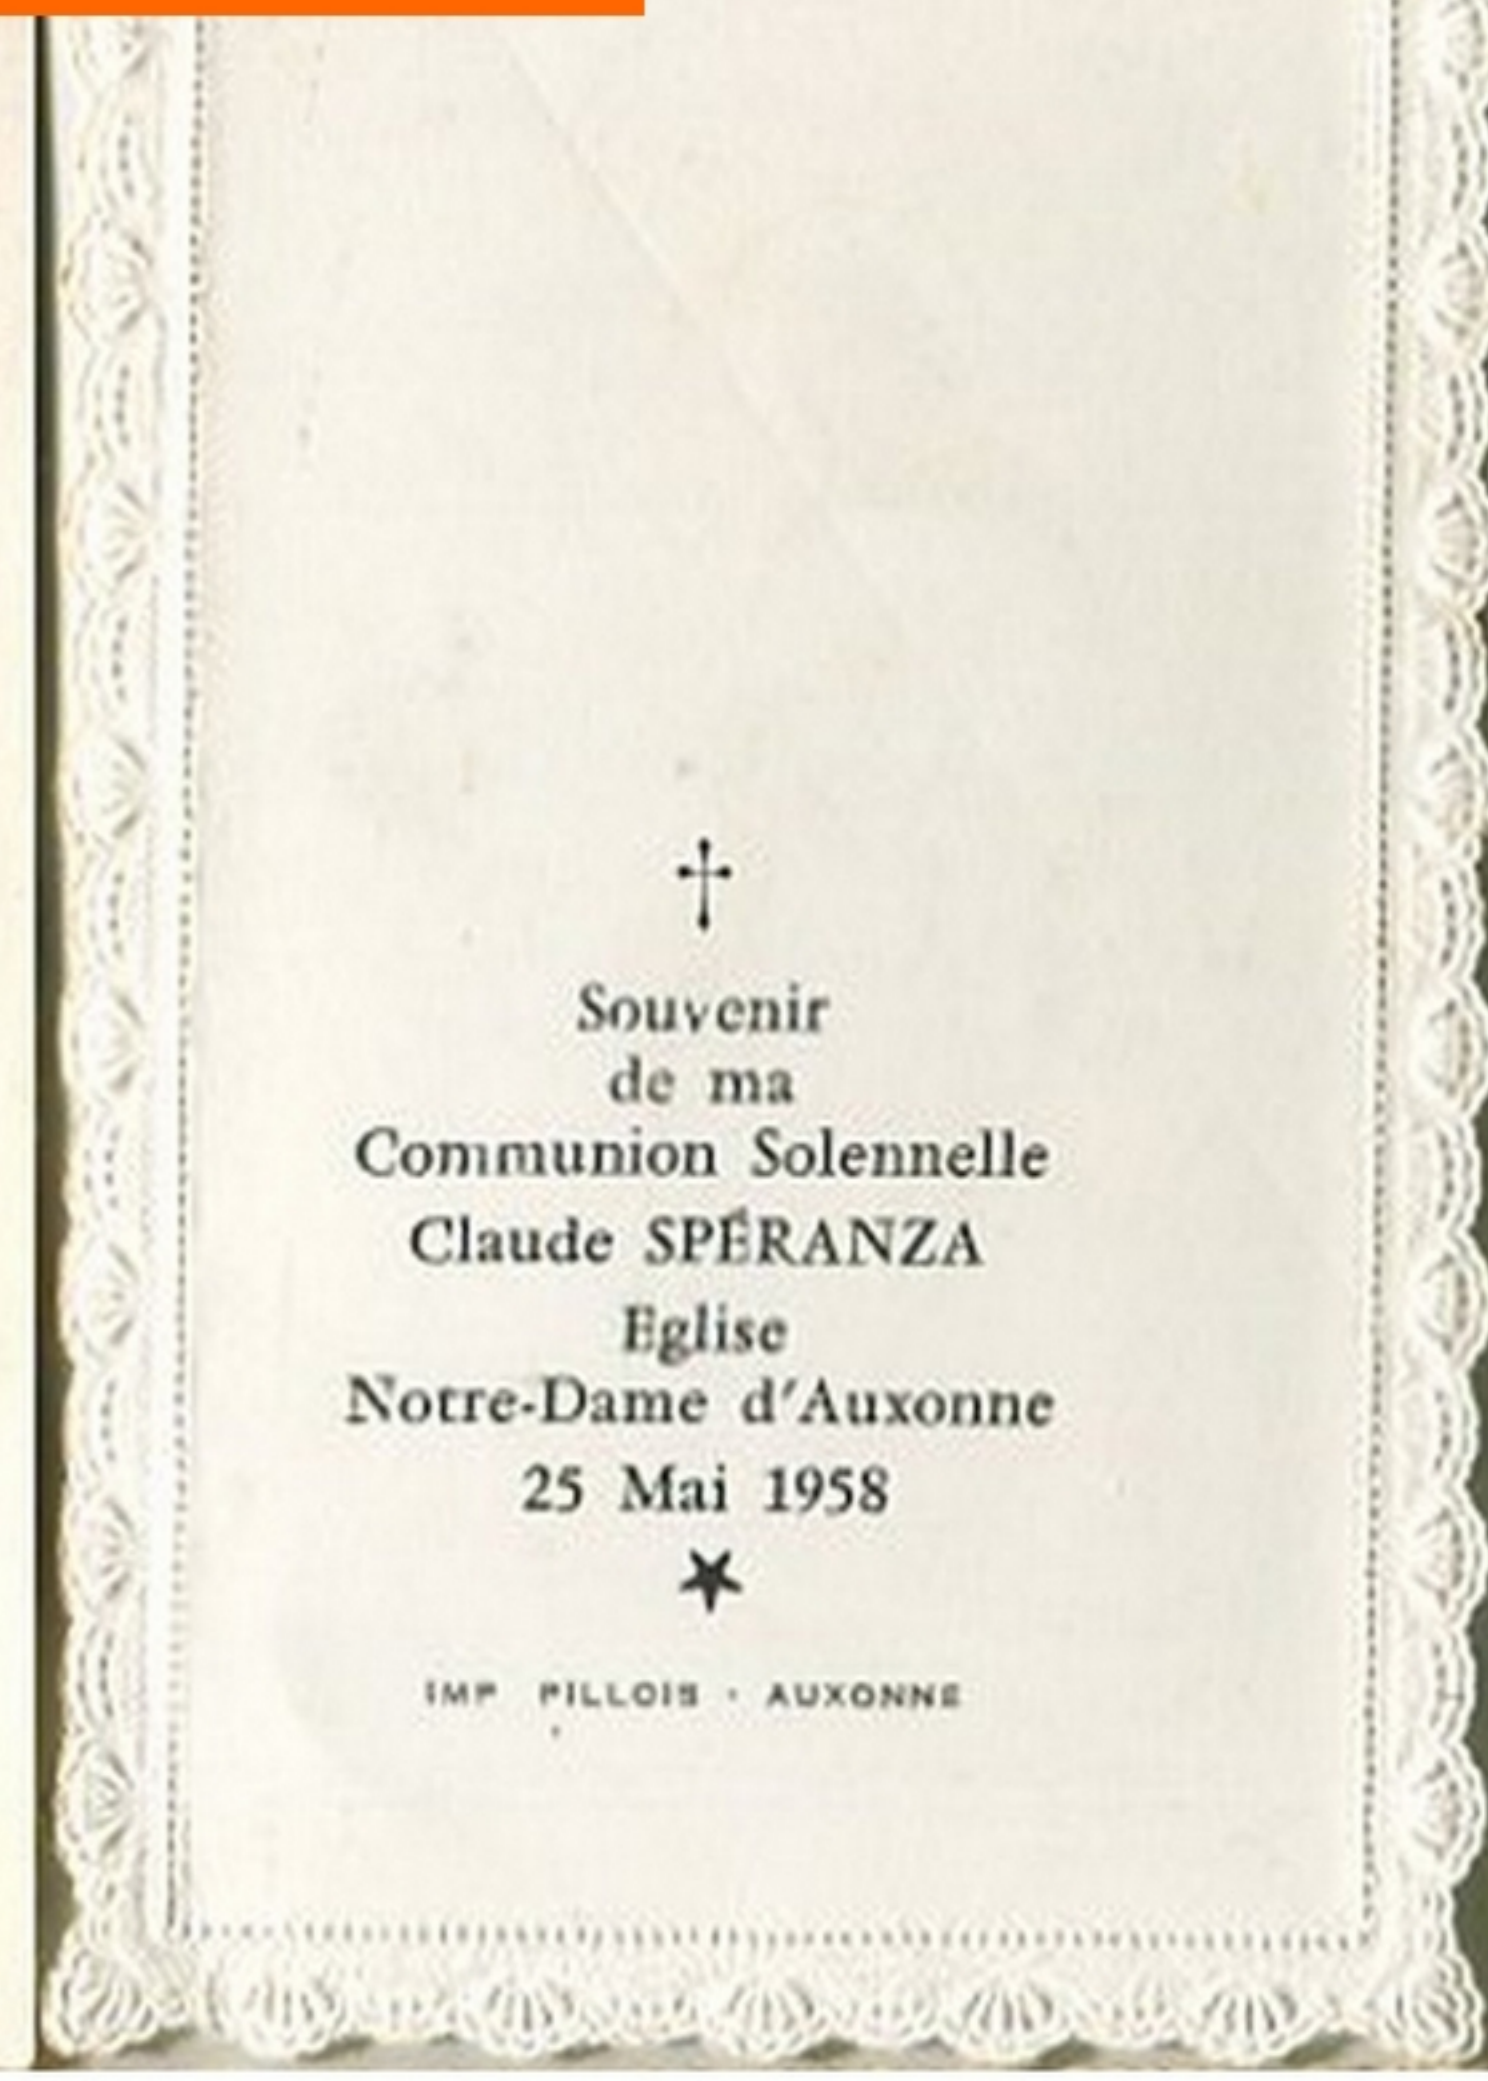 Souvenir
de ma
Communion Solennelle
Claude SPÉRANZA
Eglise
Notre-Dame d'Auxonne
25 Mai 1958
IMP PILLOIS · AUXONNE